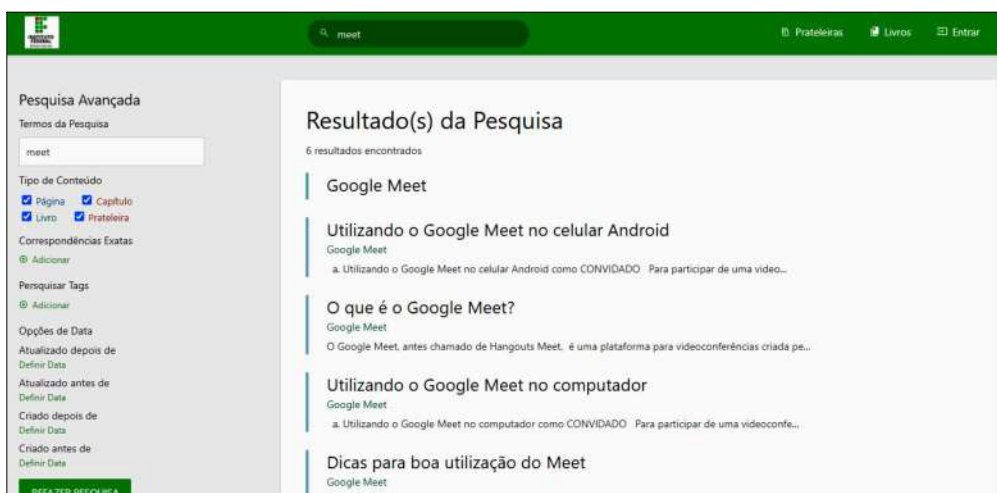 INSTITUTO
FEDERAL
meet
Prateleiras
Livros
Entrar
Pesquisa Avançada
Termos da Pesquisa
meet
Tipo de Conteúdo
Página Capítulo
Livro Prateleira
Correspondências Exatas
Adicionar
Persquisar Tags
Adicionar
Opções de Data
Atualizado depois de
Definir Data
Atualizado antes de
Definir Data
Criado depois de
Definir Data
Criado antes de
Definir Data
REFAZER PESQUISA
Resultado(s) da Pesquisa
6 resultados encontrados
Google Meet
Utilizando o Google Meet no celular Android
Google Meet
a. Utilizando o Google Meet no celular Android como CONVIDADO Para participar de uma video...
O que é o Google Meet?
Google Meet
O Google Meet, antes chamado de Hangouts Meet, é uma plataforma para videoconferências criada pe...
Utilizando o Google Meet no computador
Google Meet
a. Utilizando o Google Meet no computador como CONVIDADO Para participar de uma videoconfe...
Dicas para boa utilização do Meet
Google Meet